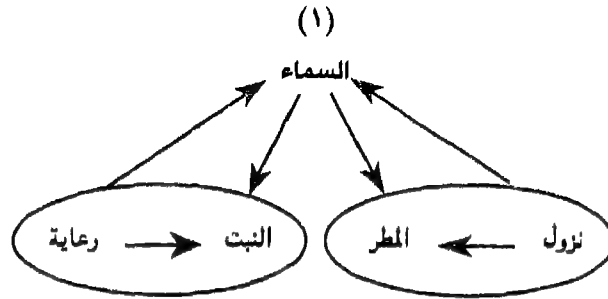 (١)
السماء
نزول المطر النبت رعاية